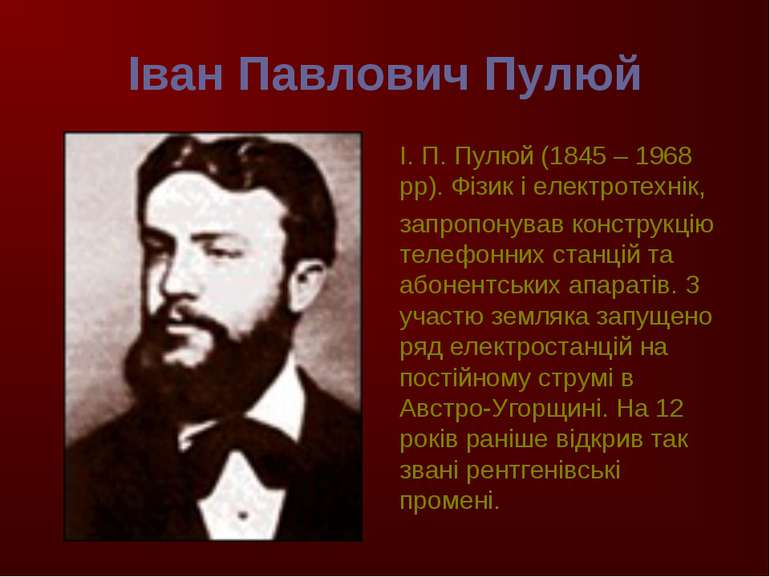 Іван Павлович Пулюй
І. П. Пулюй (1845 – 1968
рр). Фізик і електротехнік,
запропонував конструкцію
телефонних станцій та
абонентських апаратів. З
участю земляка запущено
ряд електростанцій на
постійному струмі в
Австро-Угорщині. На 12
років раніше відкрив так
звані рентгенівські
промені.